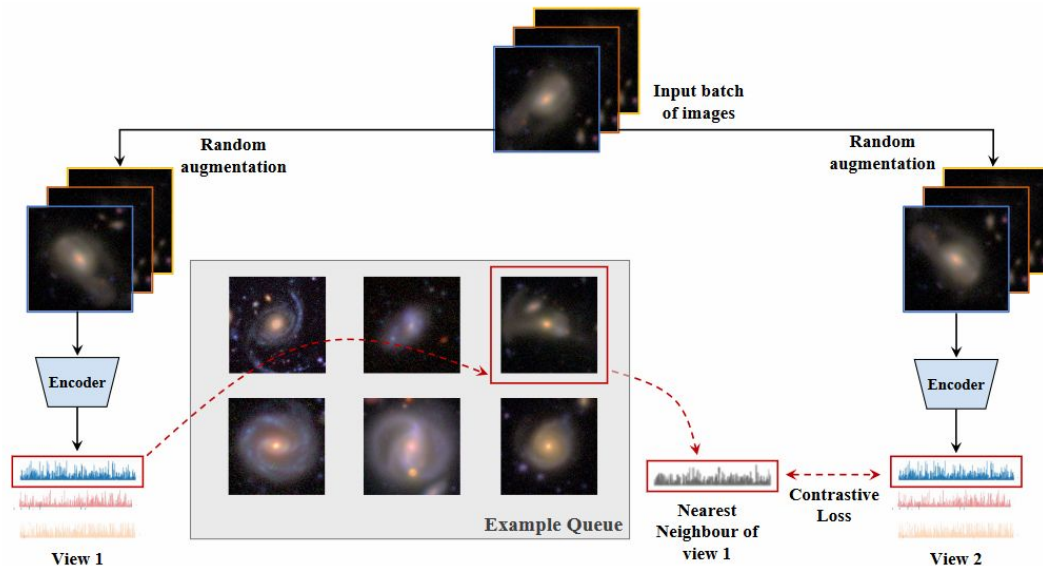 Input batch
of images
Random
augmentation
Random
augmentation
Encoder
Encoder
Example Queue
Nearest
Neighbour of
view 1
Contrastive
Loss
View 1
View 2